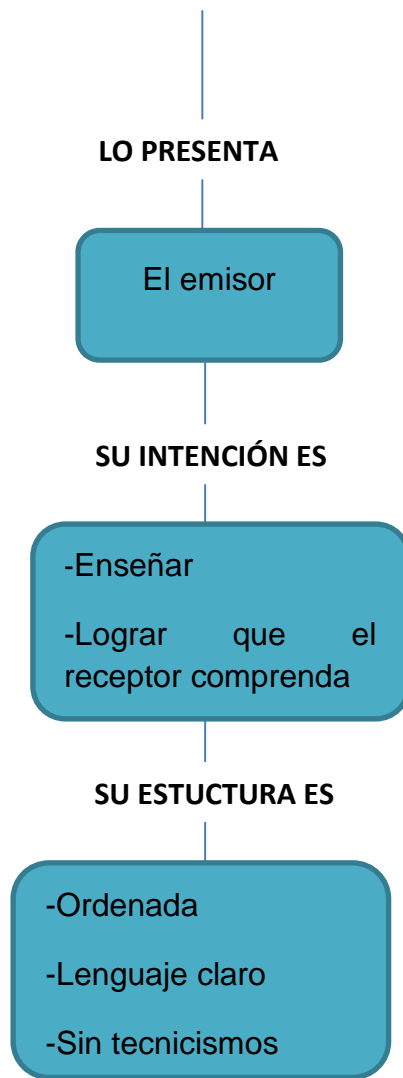 LO PRESENTA
El emisor
SU INTENCIÓN ES
-Enseñar
-Lograr que el
receptor comprenda
SU ESTUCTURA ES
-Ordenada
-Lenguaje claro
-Sin tecnicismos